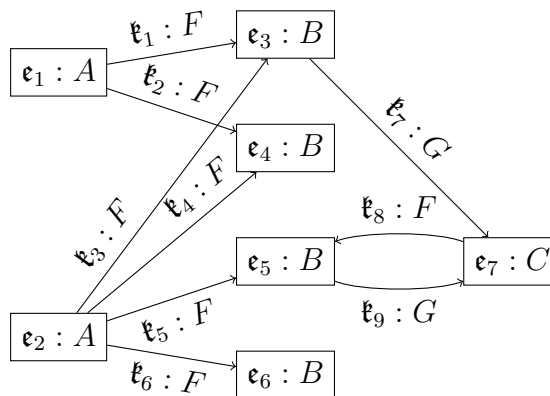 𝔨₁ : F
𝔢₃ : B
𝔢₁ : A
𝔨₂ : F
𝔨₇ : G
𝔢₄ : B
𝔨₄ : F
𝔨₃ : F
𝔨₈ : F
𝔢₅ : B
𝔢₇ : C
𝔨₅ : F
𝔨₉ : G
𝔢₂ : A
𝔨₆ : F
𝔢₆ : B